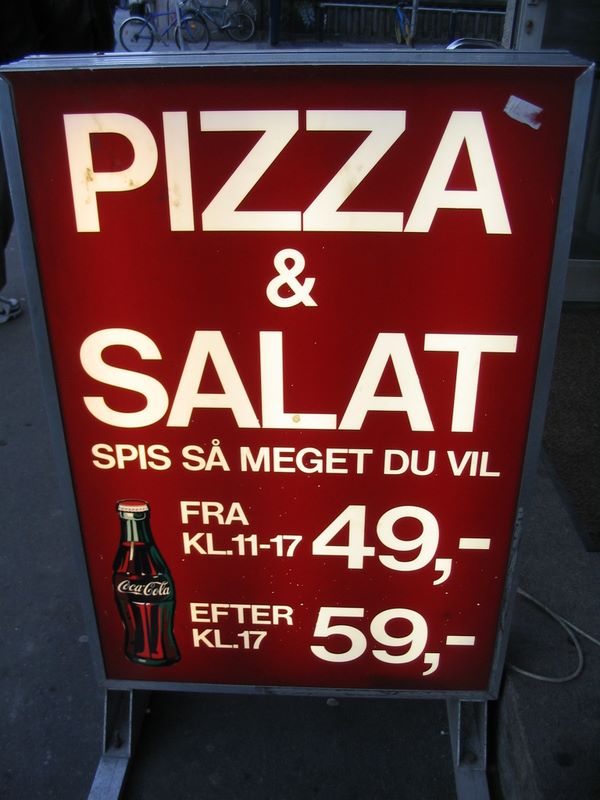 PIZZA
&
SALAT
SPIS SÅ MEGET DU VIL
FRA
KL.11-17 49,-
Coca-Cola
EFTER
KL.17 59,-